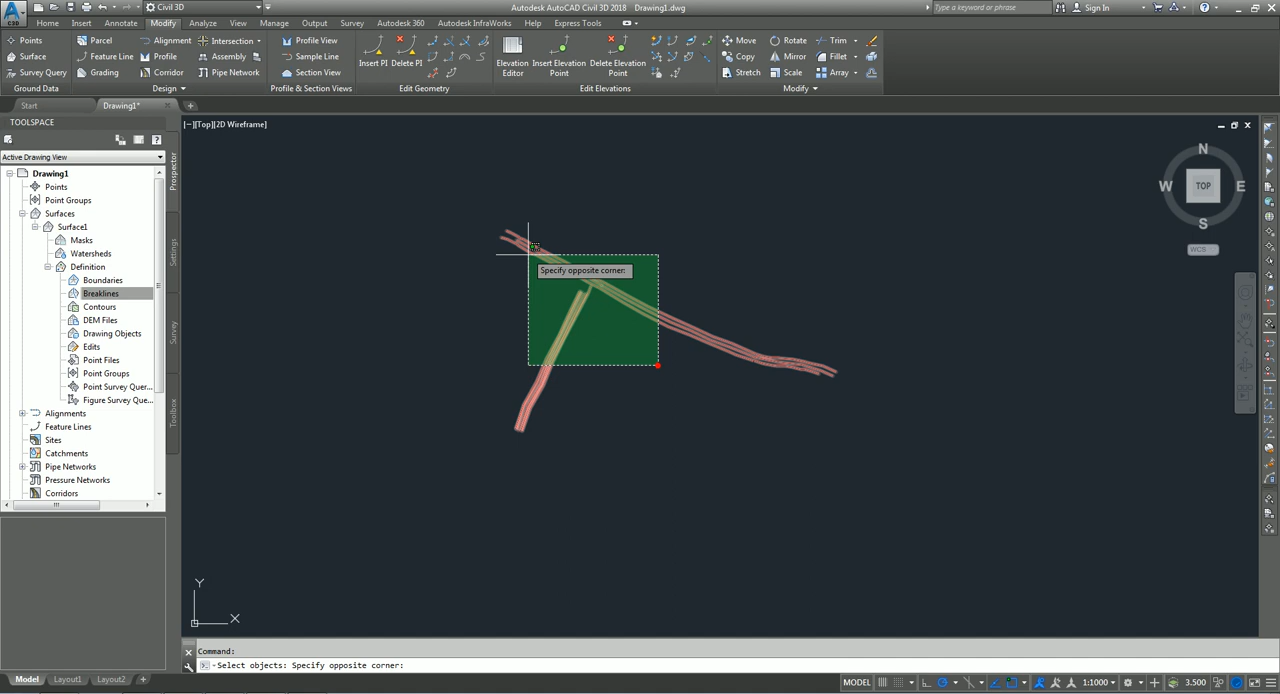 Civil 3D
Autodesk AutoCAD Civil 3D 2018 Drawing1.dwg
Type a keyword or phrase
Sign In
C3D
Home Insert Annotate Modify Analyze View Manage Output Survey Autodesk 360 Autodesk InfraWorks Help Express Tools
Points Parcel Alignment Intersection Profile View Move Rotate Trim
Surface Feature Line Profile Assembly Sample Line Copy Mirror Fillet
Survey Query Grading Corridor Pipe Network Section View Stretch Scale Array
Insert PI Delete PI
Elevation Editor Insert Elevation Point Delete Elevation Point
Ground Data Design Profile & Section Views Edit Geometry Edit Elevations Modify
Start Drawing1*
TOOLSPACE
[−][Top][2D Wireframe]
Active Drawing View
Drawing1
Points
Point Groups
Surfaces
Surface1
Masks
Watersheds
Definition
Boundaries
Breaklines
Contours
DEM Files
Drawing Objects
Edits
Point Files
Point Groups
Point Survey Quer...
Figure Survey Que...
Alignments
Feature Lines
Sites
Catchments
Pipe Networks
Pressure Networks
Corridors
Prospector
Settings
Survey
Toolbox
N
W TOP E
S
WCS
Specify opposite corner:
Y
X
Command:
Select objects: Specify opposite corner:
Model Layout1 Layout2
MODEL 1:1000 3.500